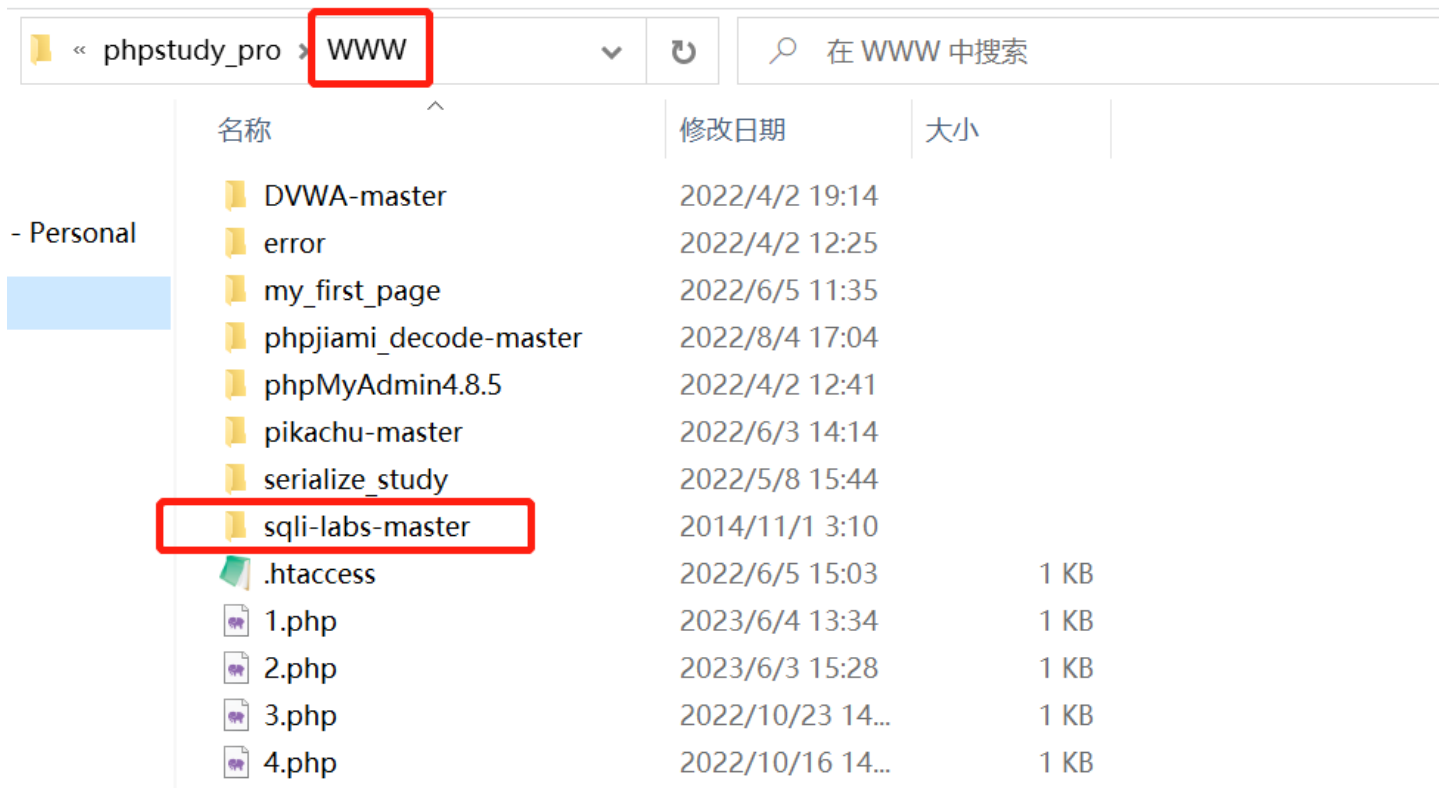 « phpstudy_pro › WWW 在 WWW 中搜索
名称 修改日期 大小
DVWA-master 2022/4/2 19:14
- Personal
error 2022/4/2 12:25
my_first_page 2022/6/5 11:35
phpjiami_decode-master 2022/8/4 17:04
phpMyAdmin4.8.5 2022/4/2 12:41
pikachu-master 2022/6/3 14:14
serialize_study 2022/5/8 15:44
sqli-labs-master 2014/11/1 3:10
.htaccess 2022/6/5 15:03 1 KB
1.php 2023/6/4 13:34 1 KB
2.php 2023/6/3 15:28 1 KB
3.php 2022/10/23 14... 1 KB
4.php 2022/10/16 14... 1 KB